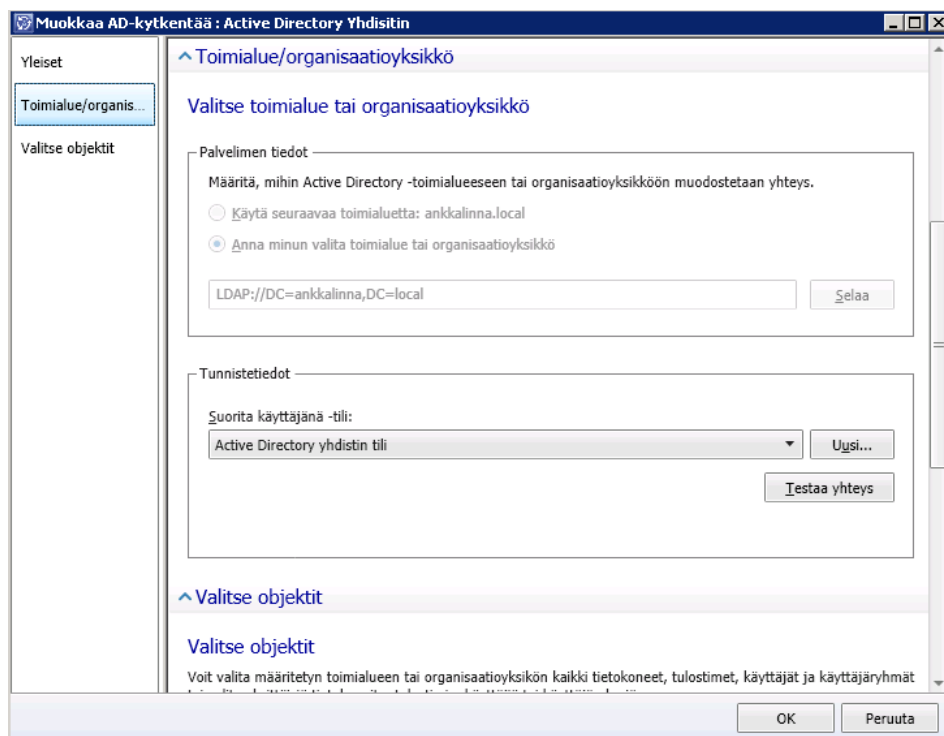 Muokkaa AD-kytkentää : Active Directory Yhdisitin
Yleiset
Toimialue/organis...
Valitse objektit
Toimialue/organisaatioyksikkö
Valitse toimialue tai organisaatioyksikkö
Palvelimen tiedot
Määritä, mihin Active Directory -toimialueeseen tai organisaatioyksikköön muodostetaan yhteys.
Käytä seuraavaa toimialuetta: ankkalinna.local
Anna minun valita toimialue tai organisaatioyksikkö
LDAP://DC=ankkalinna,DC=local
Selaa
Tunnistetiedot
Suorita käyttäjänä -tili:
Active Directory yhdistin tili
Uusi...
Testaa yhteys
Valitse objektit
Valitse objektit
Voit valita määritetyn toimialueen tai organisaatioyksikön kaikki tietokoneet, tulostimet, käyttäjät ja käyttäjäryhmät
OK
Peruuta